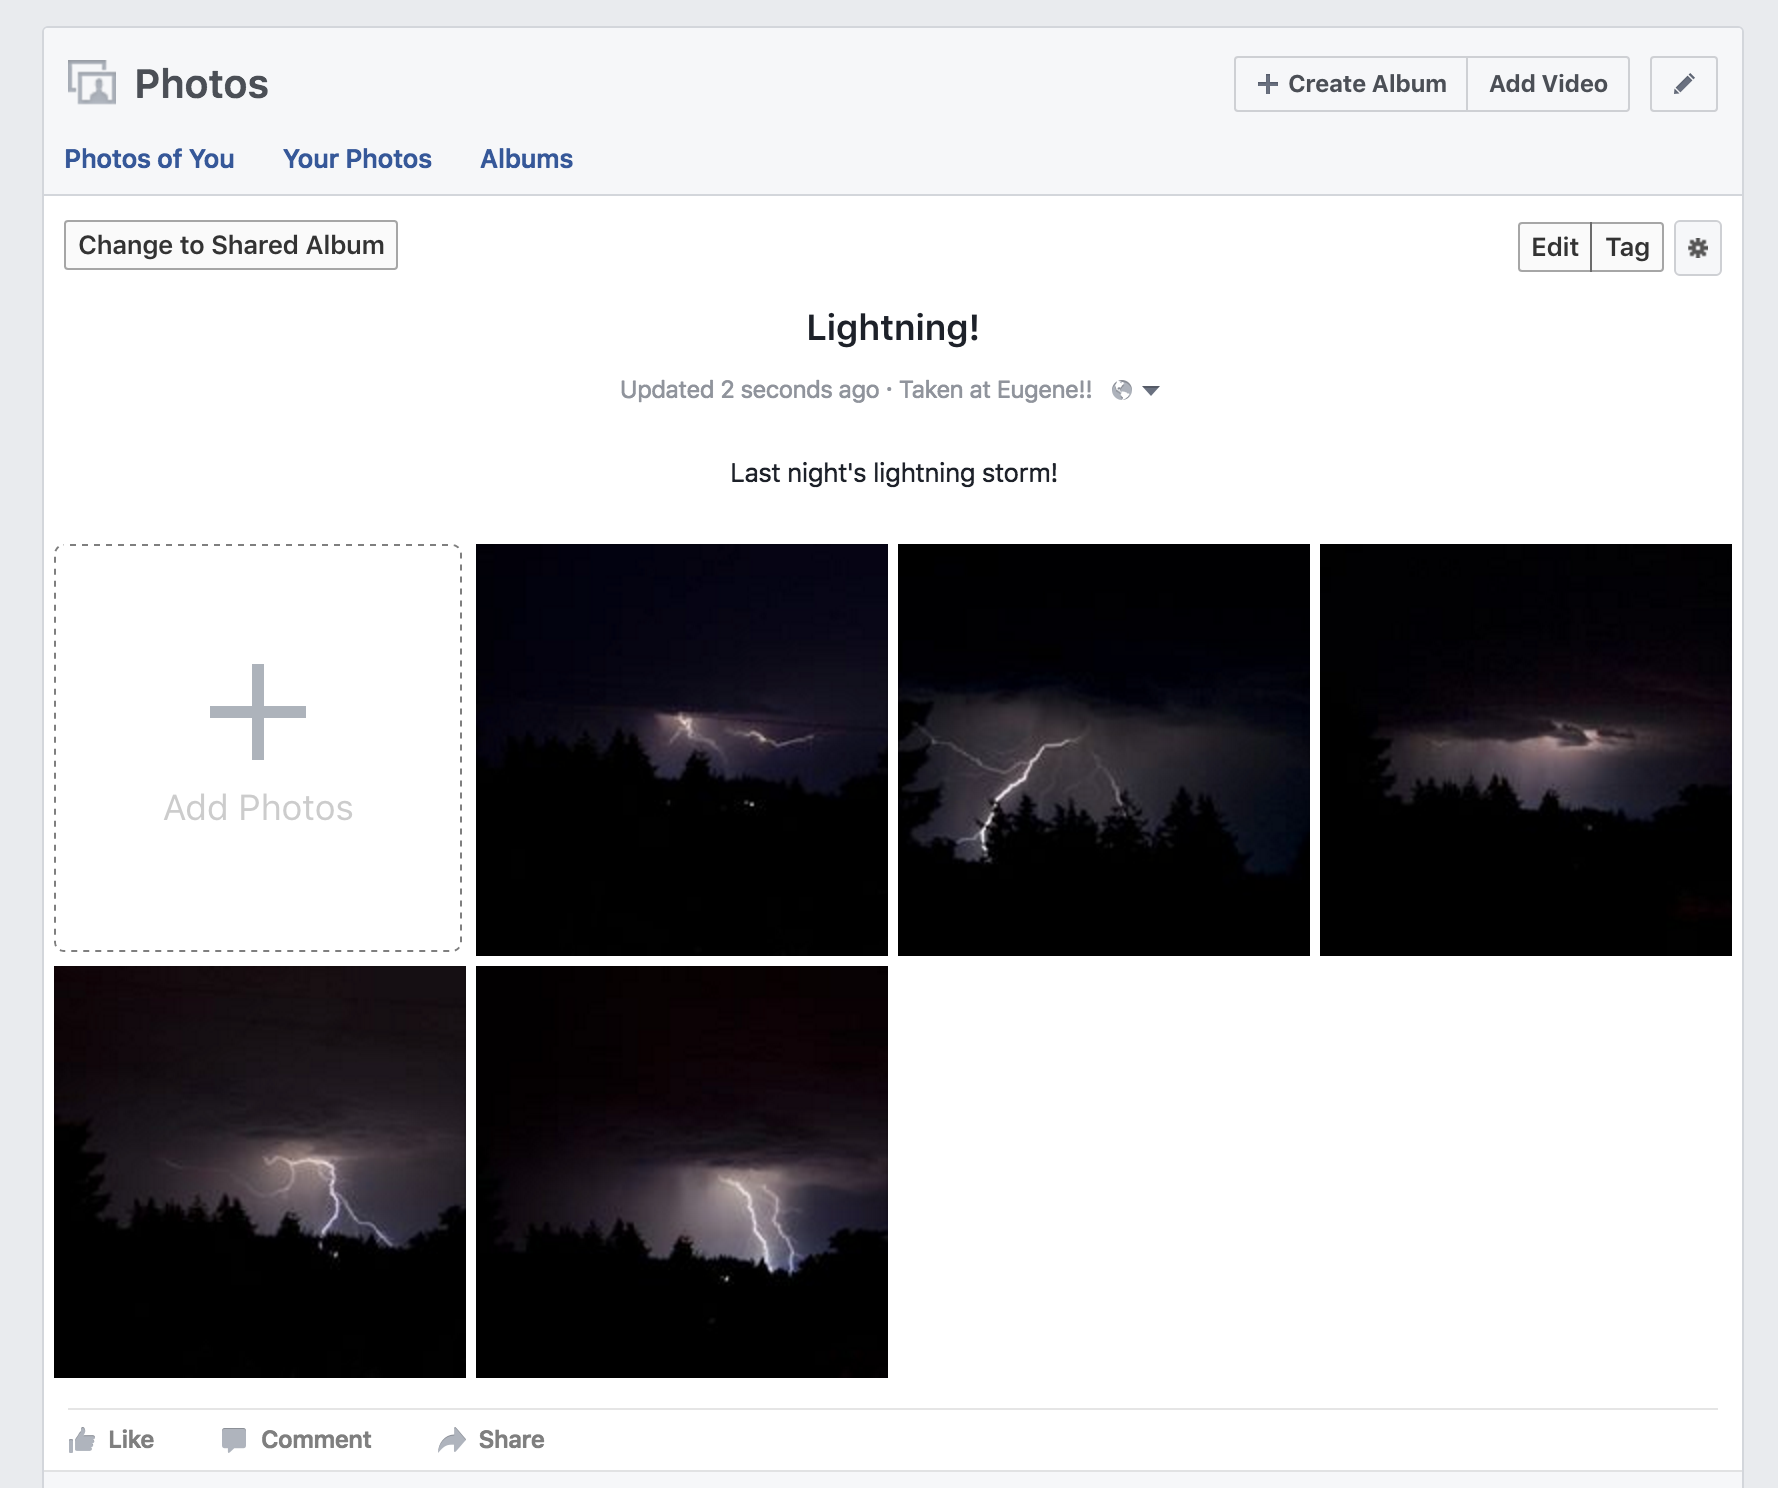 Photos
+ Create Album
Add Video
Photos of You
Your Photos
Albums
Change to Shared Album
Edit
Tag
Lightning!
Updated 2 seconds ago · Taken at Eugene!!
Last night's lightning storm!
Add Photos
Like
Comment
Share